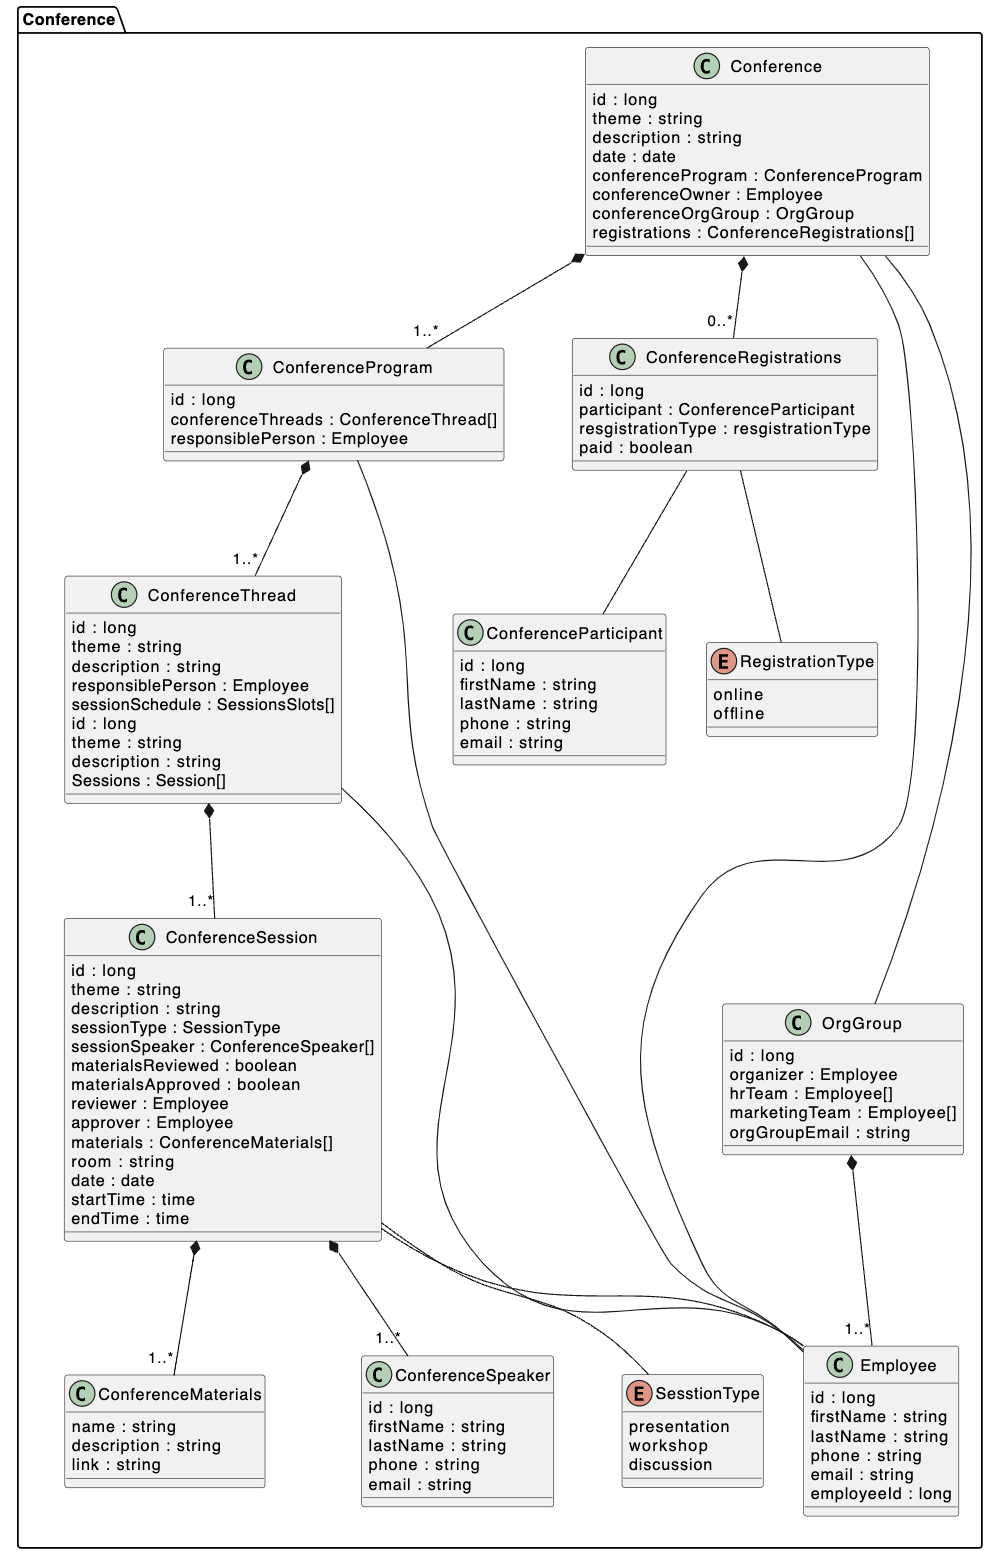 Conference
C Conference
id : long
theme : string
description : string
date : date
conferenceProgram : ConferenceProgram
conferenceOwner : Employee
conferenceOrgGroup : OrgGroup
registrations : ConferenceRegistrations[]
1..*
0..*
C ConferenceProgram
id : long
conferenceThreads : ConferenceThread[]
responsiblePerson : Employee
C ConferenceRegistrations
id : long
participant : ConferenceParticipant
resgistrationType : resgistrationType
paid : boolean
1..*
C ConferenceThread
id : long
theme : string
description : string
responsiblePerson : Employee
sessionSchedule : SessionsSlots[]
id : long
theme : string
description : string
Sessions : Session[]
C ConferenceParticipant
id : long
firstName : string
lastName : string
phone : string
email : string
E RegistrationType
online
offline
1..*
C ConferenceSession
id : long
theme : string
description : string
sessionType : SessionType
sessionSpeaker : ConferenceSpeaker[]
materialsReviewed : boolean
materialsApproved : boolean
reviewer : Employee
approver : Employee
materials : ConferenceMaterials[]
room : string
date : date
startTime : time
endTime : time
C OrgGroup
id : long
organizer : Employee
hrTeam : Employee[]
marketingTeam : Employee[]
orgGroupEmail : string
1..*
1..*
1..*
C ConferenceMaterials
name : string
description : string
link : string
C ConferenceSpeaker
id : long
firstName : string
lastName : string
phone : string
email : string
E SesstionType
presentation
workshop
discussion
C Employee
id : long
firstName : string
lastName : string
phone : string
email : string
employeeId : long